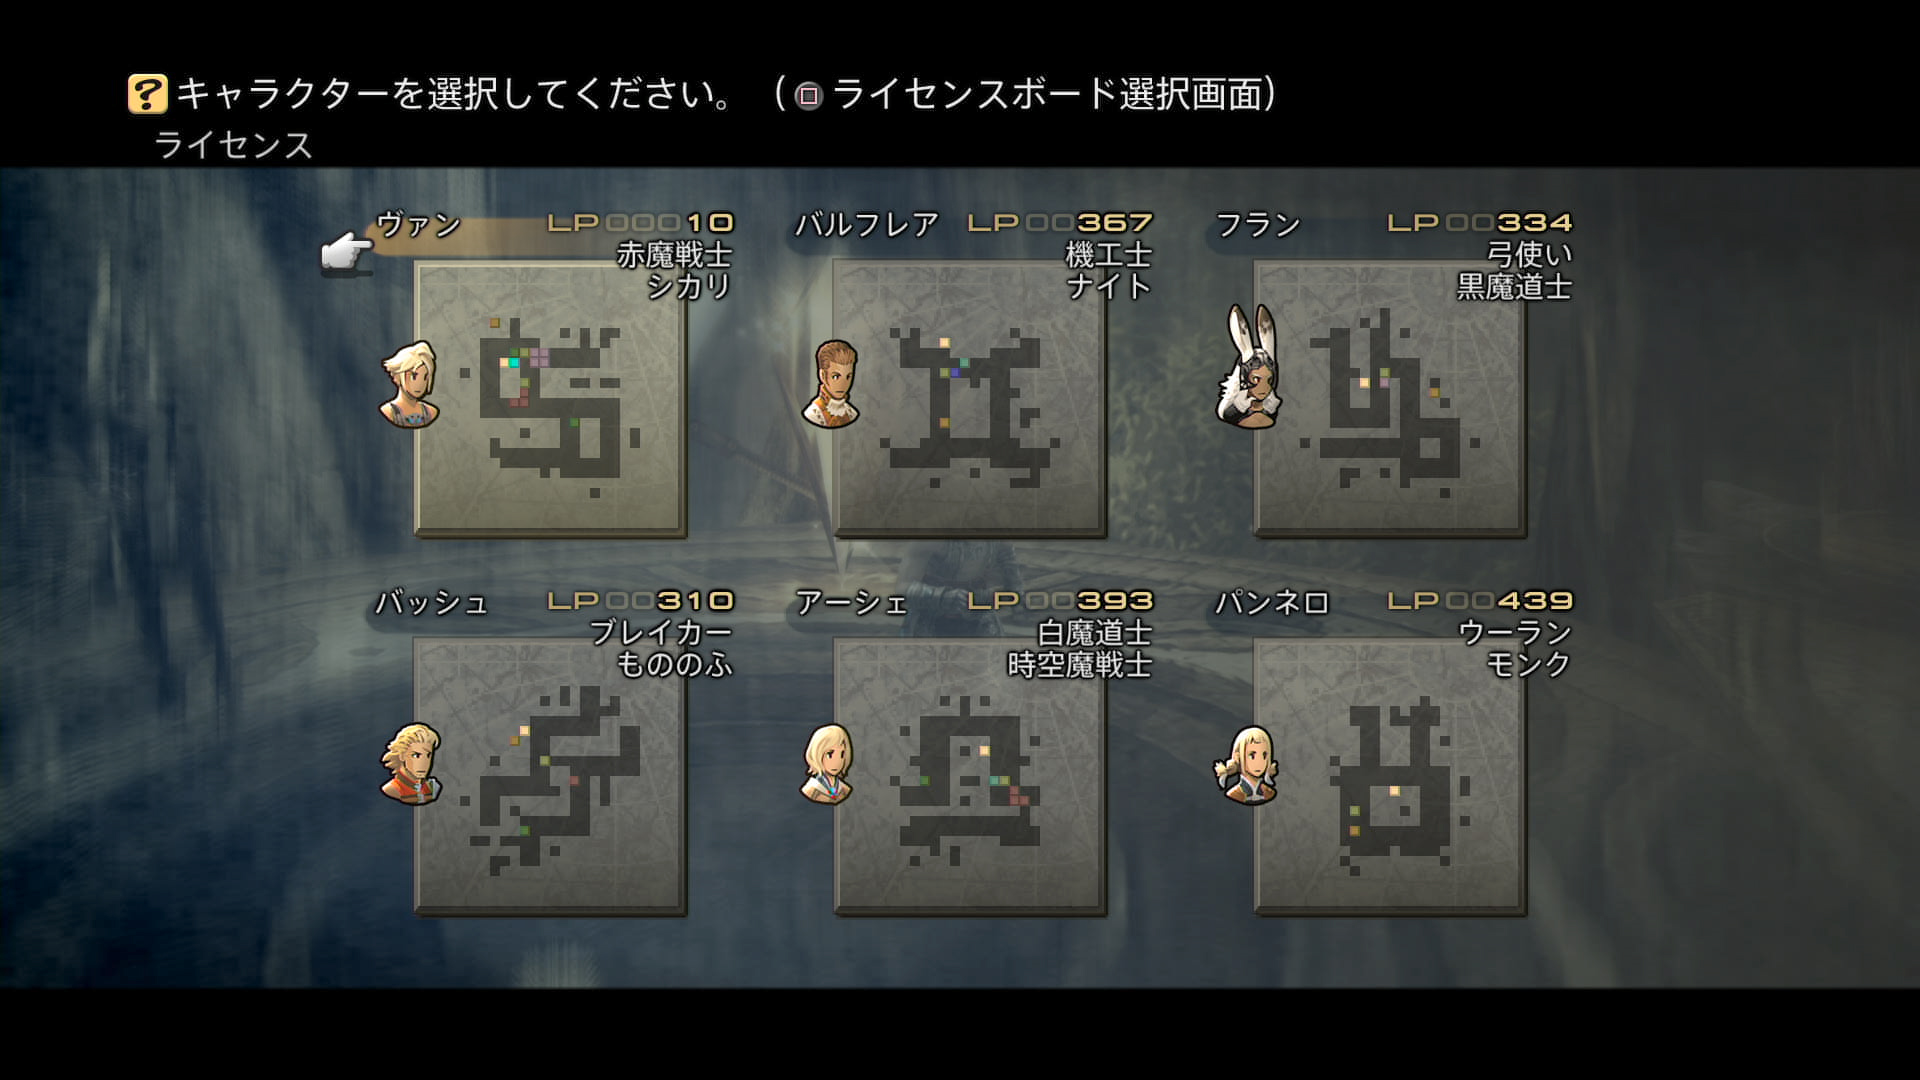 ?キャラクターを選択してください。(□ライセンスボード選択画面)
ライセンス
ヴァン LP00010
赤魔戦士
シカリ
バルフレア LP00367
機工士
ナイト
フラン LP00334
弓使い
黒魔道士
バッシュ LP00310
ブレイカー
もののふ
アーシェ LP00393
白魔道士
時空魔戦士
パンネロ LP00439
ウーラン
モンク